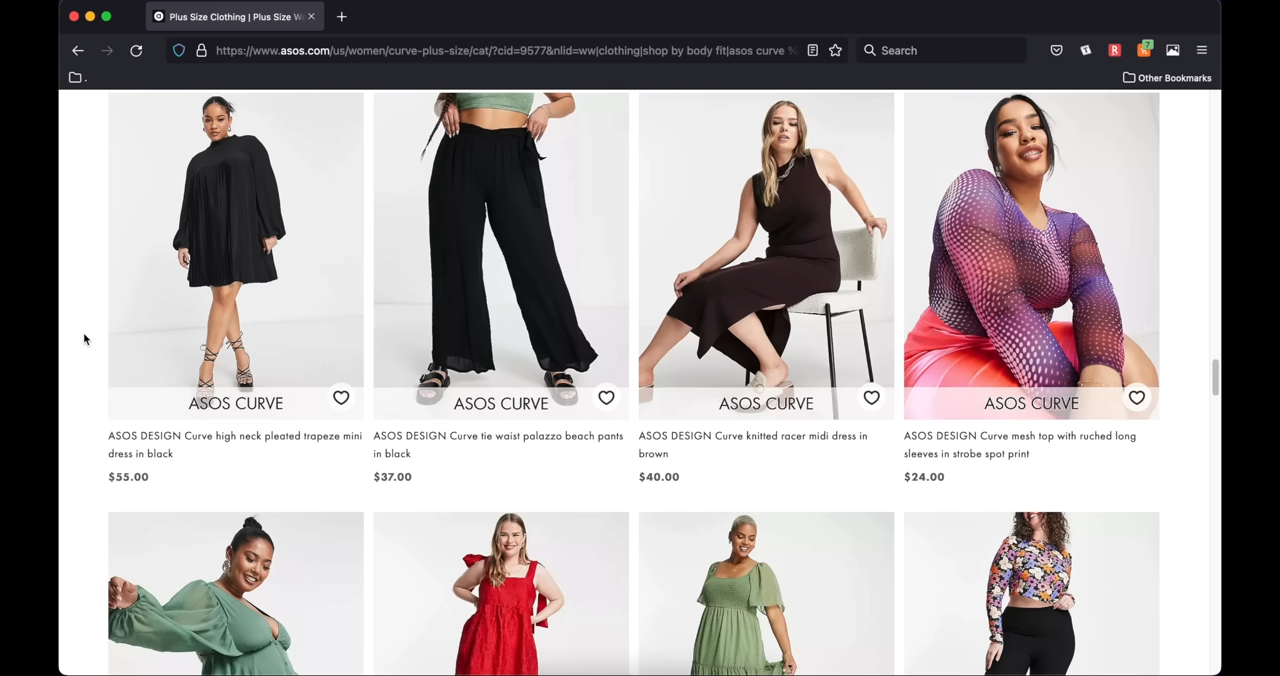 Plus Size Clothing | Plus Size W
https://www.asos.com/us/women/curve-plus-size/cat/?cid=9577&nlid=ww|clothing|shop by body fit|asos curve %
Search
7
R
.
Other Bookmarks
ASOS CURVE
ASOS CURVE
ASOS CURVE
ASOS CURVE
ASOS DESIGN Curve high neck pleated trapeze mini
dress in black
$55.00
ASOS DESIGN Curve tie waist palazzo beach pants
in black
$37.00
ASOS DESIGN Curve knitted racer midi dress in
brown
$40.00
ASOS DESIGN Curve mesh top with ruched long
sleeves in strobe spot print
$24.00